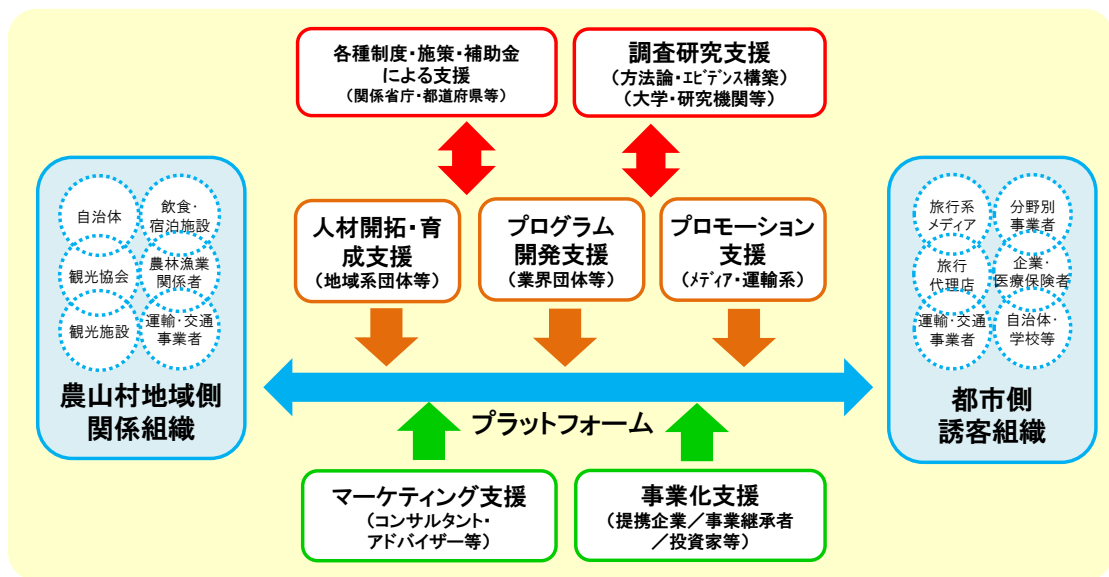 各種制度・施策・補助金
による支援
(関係省庁・都道府県等)
調査研究支援
(方法論・ｴﾋﾞﾃﾞﾝｽ構築)
(大学・研究機関等)
人材開拓・育
成支援
(地域系団体等)
プログラム
開発支援
(業界団体等)
プロモーション
支援
(ﾒﾃﾞｨｱ・運輸系)
自治体
飲食・
宿泊施設
観光協会
農林漁業
関係者
観光施設
運輸・交通
事業者
農山村地域側
関係組織
プラットフォーム
旅行系
メディア
分野別
事業者
旅行
代理店
企業・
医療保険者
運輸・交通
事業者
自治体・
学校等
都市側
誘客組織
マーケティング支援
(コンサルタント・
アドバイザー等)
事業化支援
(提携企業／事業継承者
／投資家等)